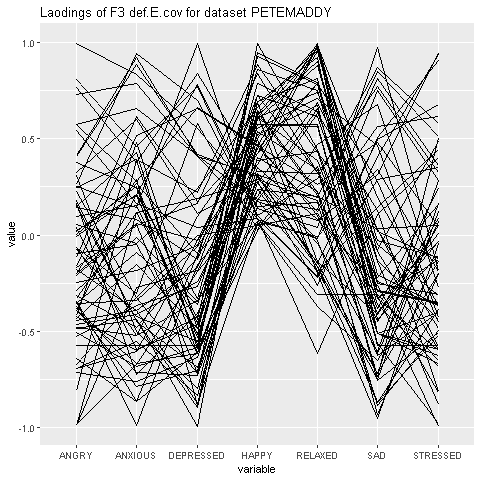 Laodings of F3 def.E.cov for dataset PETEMADDY
1.0
0.5
0.0
-0.5
-1.0
value
ANGRY ANXIOUS DEPRESSED HAPPY RELAXED SAD STRESSED
variable